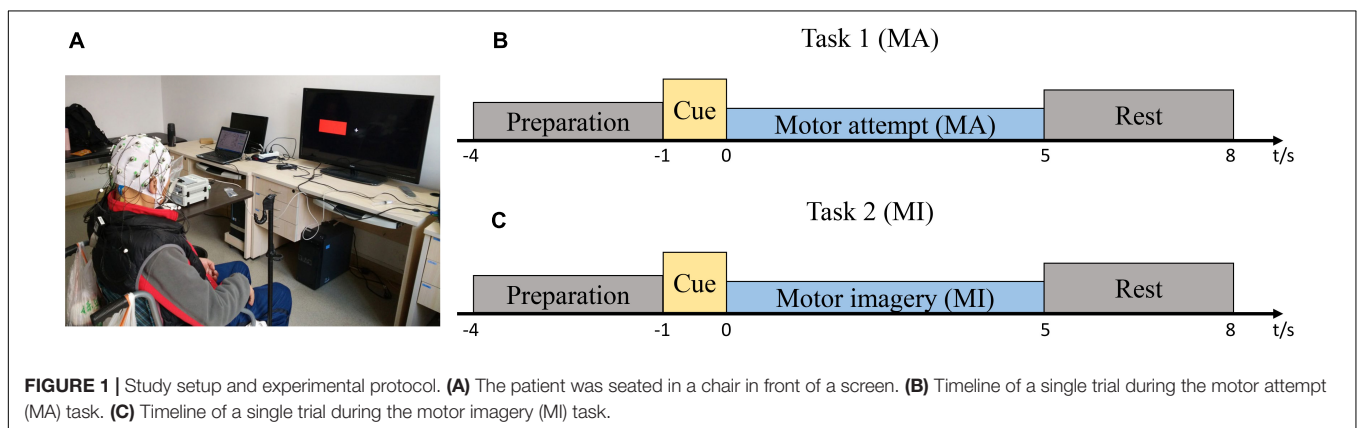 A
B
Task 1 (MA)
Preparation
Cue
Motor attempt (MA)
Rest
-4
-1
0
5
8
t/s
C
Task 2 (MI)
Preparation
Cue
Motor imagery (MI)
Rest
-4
-1
0
5
8
t/s
FIGURE 1 | Study setup and experimental protocol. (A) The patient was seated in a chair in front of a screen. (B) Timeline of a single trial during the motor attempt
(MA) task. (C) Timeline of a single trial during the motor imagery (MI) task.